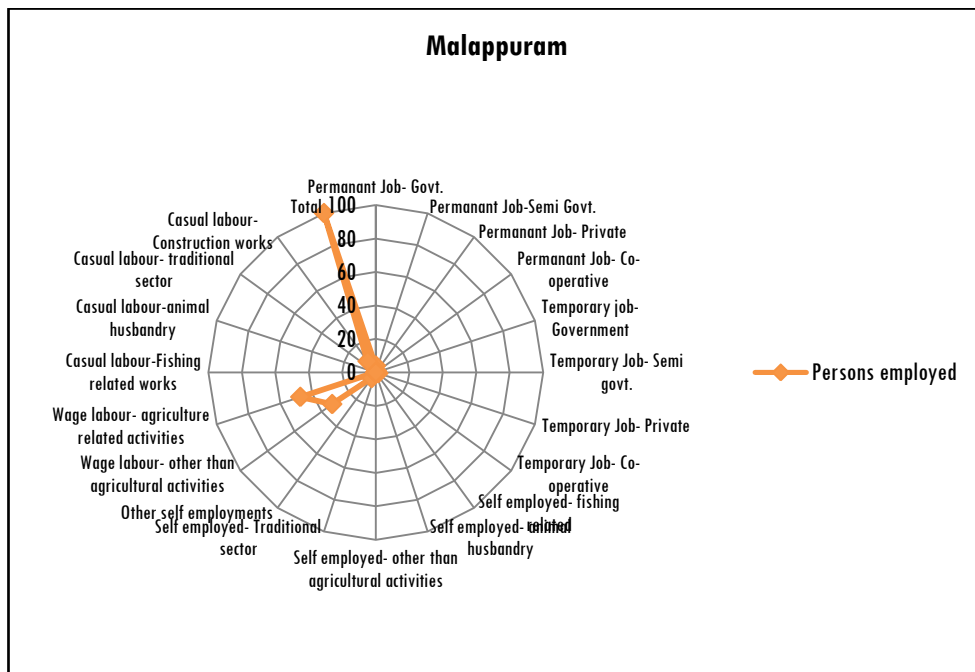 Malappuram
Permanant Job- Govt.
Permanant Job-Semi Govt.
Permanant Job- Private
Permanant Job- Co-
operative
Temporary job-
Government
Temporary Job- Semi
govt.
Temporary Job- Private
Temporary Job- Co-
operative
Self employed- fishing
related
Self employed- animal
husbandry
Self employed- other than
agricultural activities
Self employed- Traditional
sector
Other self employments
Wage labour- other than
agricultural activities
Wage labour- agriculture
related activities
Casual labour-Fishing
related works
Casual labour-animal
husbandry
Casual labour- traditional
sector
Casual labour-
Construction works
Total
100
80
60
40
20
0
Persons employed